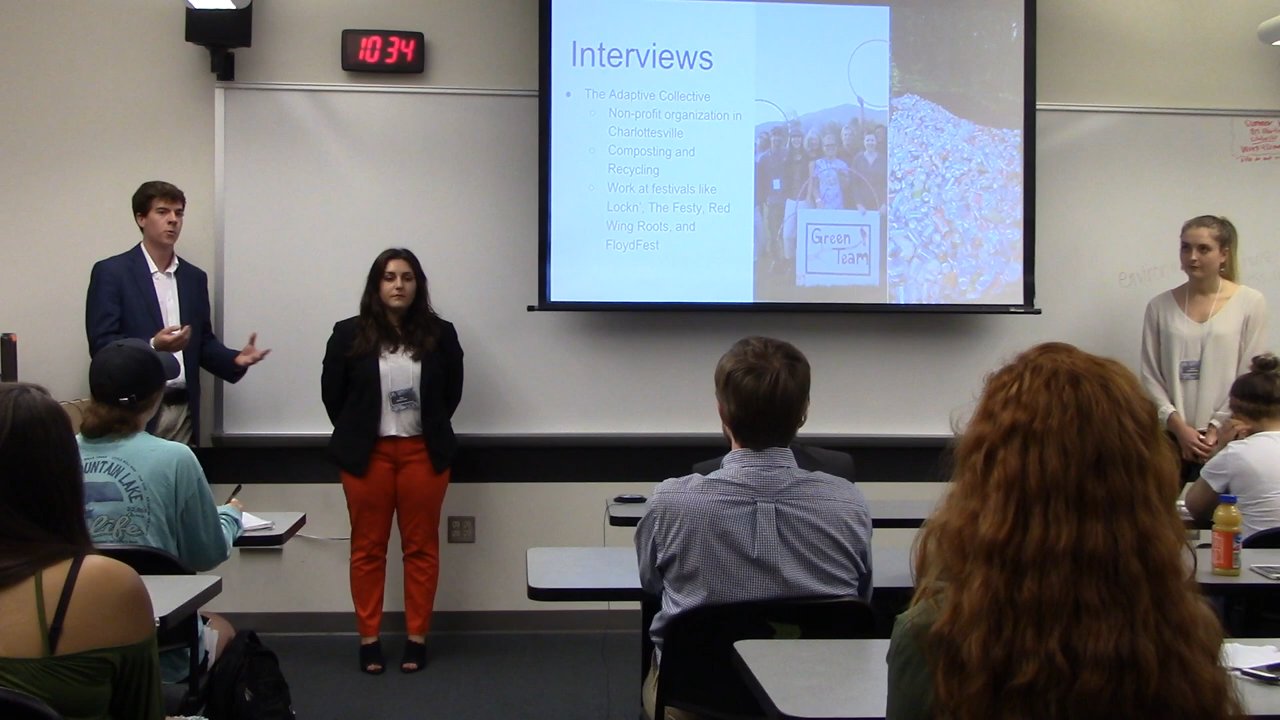 10 34
Interviews
• The Adaptive Collective
○ Non-profit organization in
Charlottesville
○ Composting and
Recycling
○ Work at festivals like
Lockn', The Festy, Red
Wing Roots, and
FloydFest
Green
Team
MOUNTAIN LAKE
life